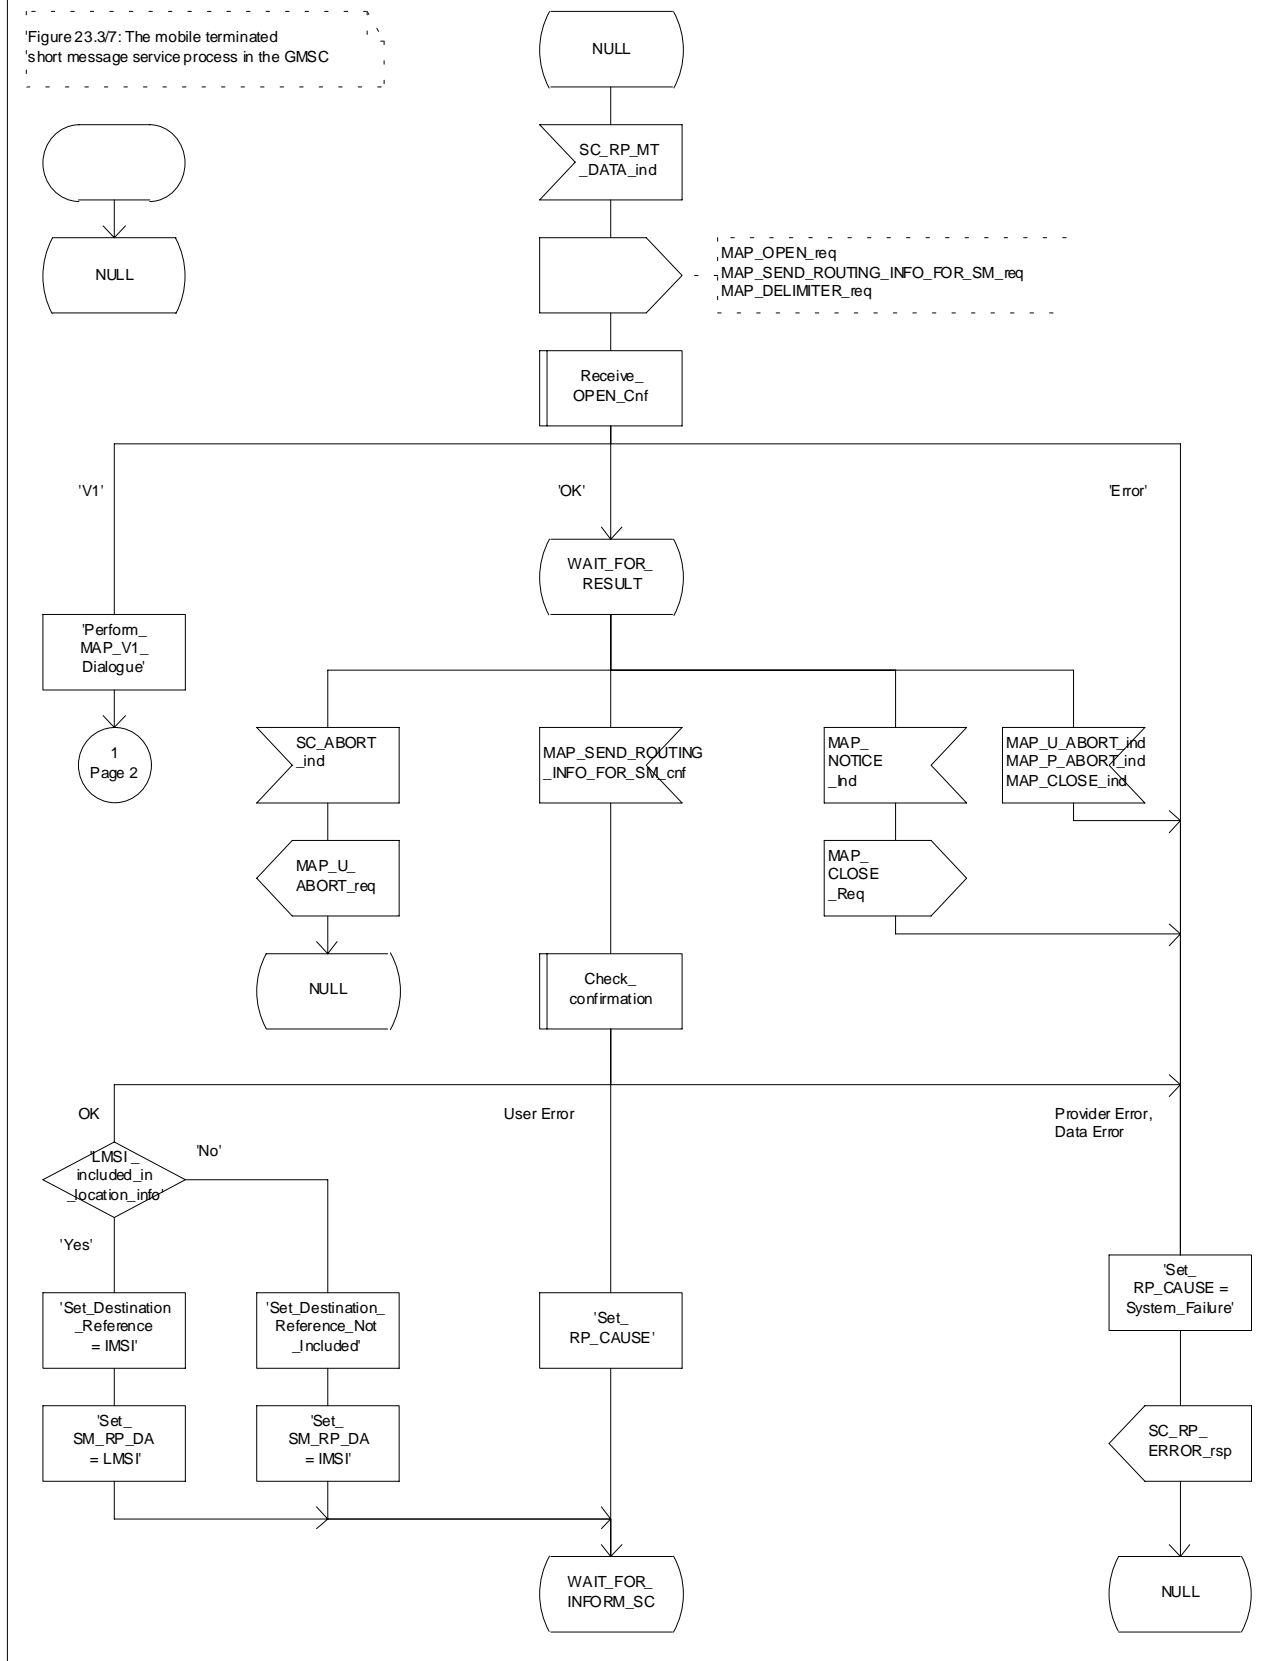 'Figure 23.3/7: The mobile terminated
'short message service process in the GMSC
NULL
SC_RP_MT
_DATA_ind
NULL
MAP_OPEN_req
MAP_SEND_ROUTING_INFO_FOR_SM_req
MAP_DELIMITER_req
Receive_
OPEN_Cnf
'V1'
'OK'
'Error'
WAIT_FOR_
RESULT
'Perform_
MAP_V1_
Dialogue'
1
Page 2
SC_ABORT
_ind
MAP_SEND_ROUTING
_INFO_FOR_SM_cnf
MAP_
NOTICE
_Ind
MAP_U_ABORT_ind
MAP_P_ABORT_ind
MAP_CLOSE_ind
MAP_U_
ABORT_req
MAP_
CLOSE
_Req
NULL
Check_
confirmation
OK
User Error
Provider Error,
Data Error
'LMSI_
included_in
_location_info'
'No'
'Yes'
'Set_Destination
_Reference
= IMSI'
'Set_Destination_
Reference_Not
_Included'
'Set_
RP_CAUSE'
'Set_
RP_CAUSE =
System_Failure'
'Set_
SM_RP_DA
= LMSI'
'Set_
SM_RP_DA
= IMSI'
SC_RP_
ERROR_rsp
WAIT_FOR_
INFORM_SC
NULL